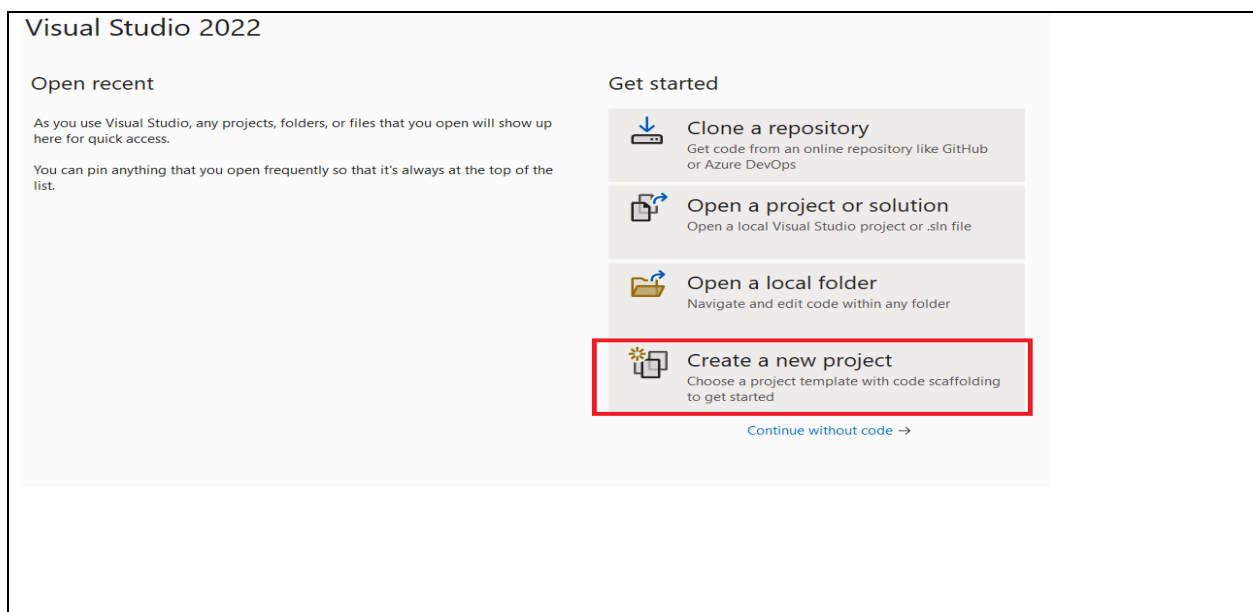 Visual Studio 2022
Open recent
As you use Visual Studio, any projects, folders, or files that you open will show up
here for quick access.
You can pin anything that you open frequently so that it's always at the top of the
list.
Get started
Clone a repository
Get code from an online repository like GitHub
or Azure DevOps
Open a project or solution
Open a local Visual Studio project or .sln file
Open a local folder
Navigate and edit code within any folder
Create a new project
Choose a project template with code scaffolding
to get started
Continue without code →